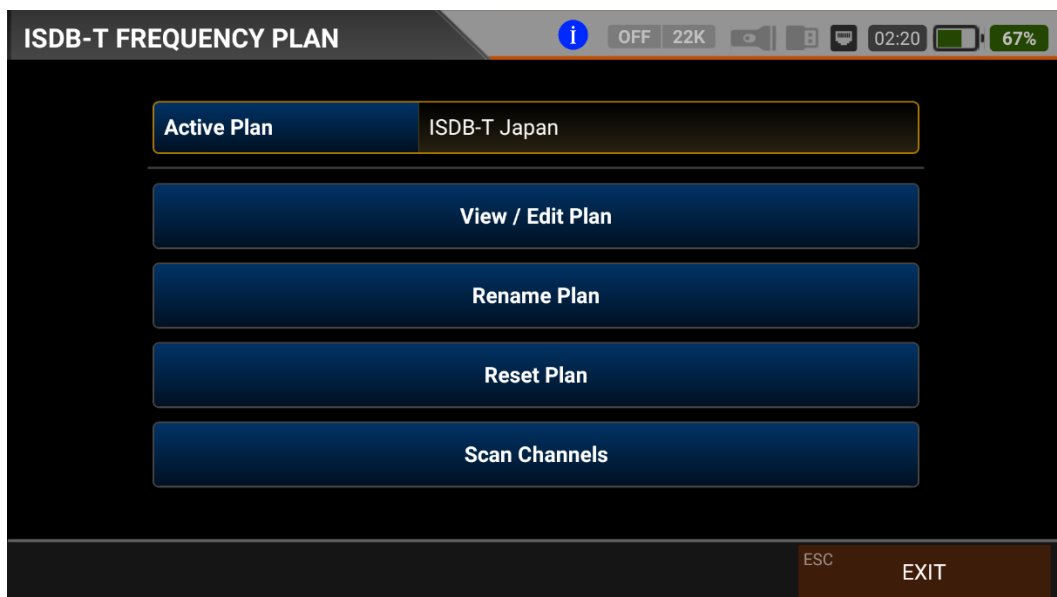 ISDB-T FREQUENCY PLAN
i OFF 22K 02:20 67%
Active Plan ISDB-T Japan
View / Edit Plan
Rename Plan
Reset Plan
Scan Channels
ESC EXIT